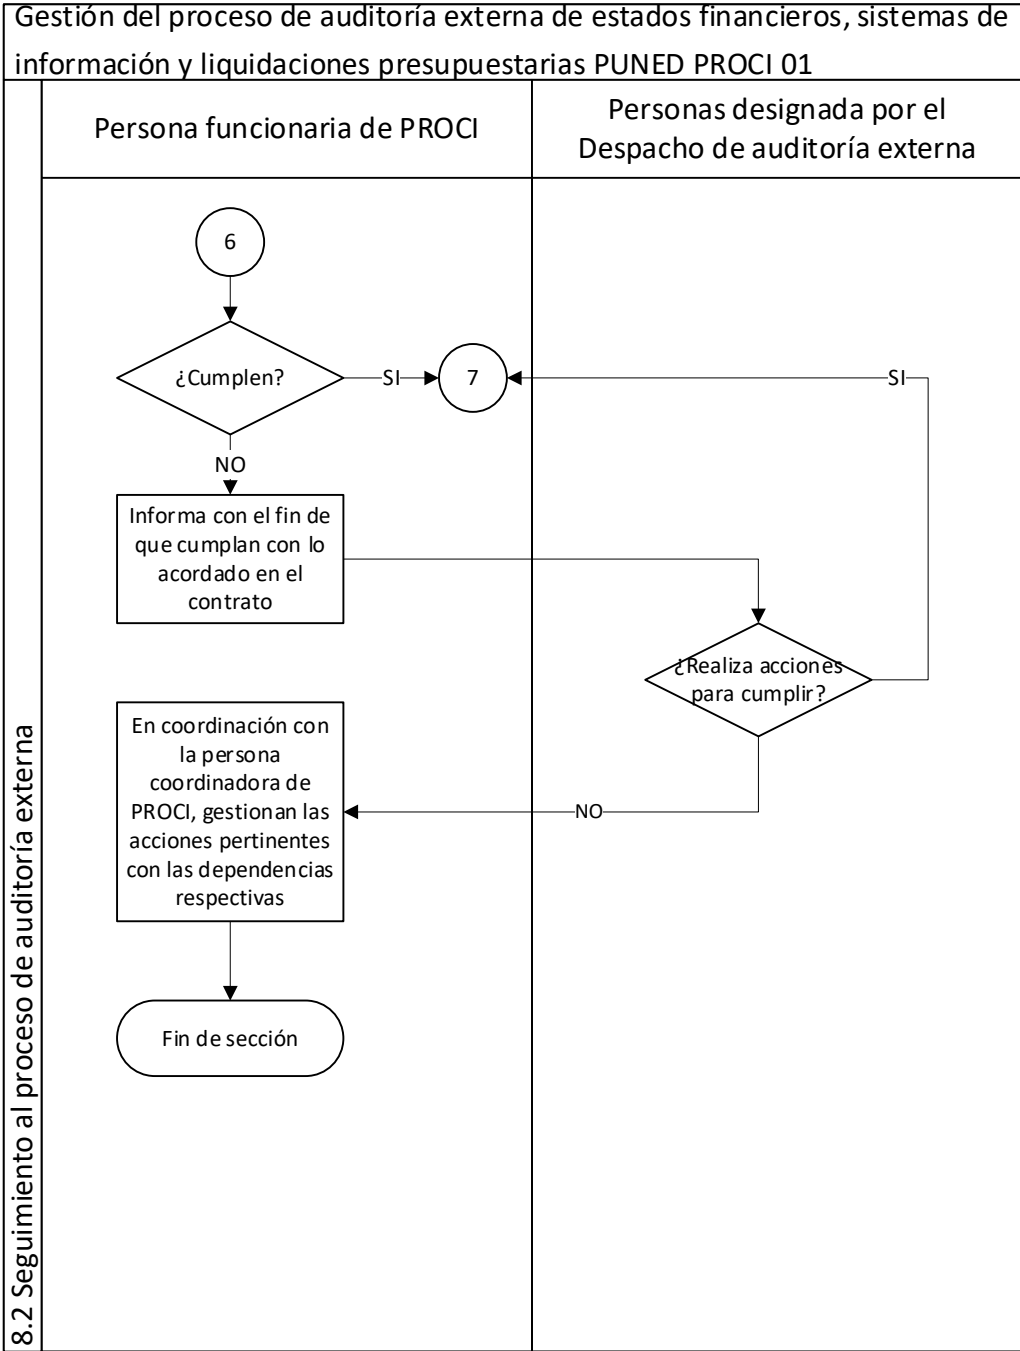 Gestión del proceso de auditoría externa de estados financieros, sistemas de
información y liquidaciones presupuestarias PUNED PROCI 01
8.2 Seguimiento al proceso de auditoría externa
Persona funcionaria de PROCI
Personas designada por el
Despacho de auditoría externa
6
¿Cumplen?
SI
7
SI
NO
Informa con el fin de
que cumplan con lo
acordado en el
contrato
¿Realiza acciones
para cumplir?
En coordinación con
la persona
coordinadora de
PROCI, gestionan las
acciones pertinentes
con las dependencias
respectivas
NO
Fin de sección